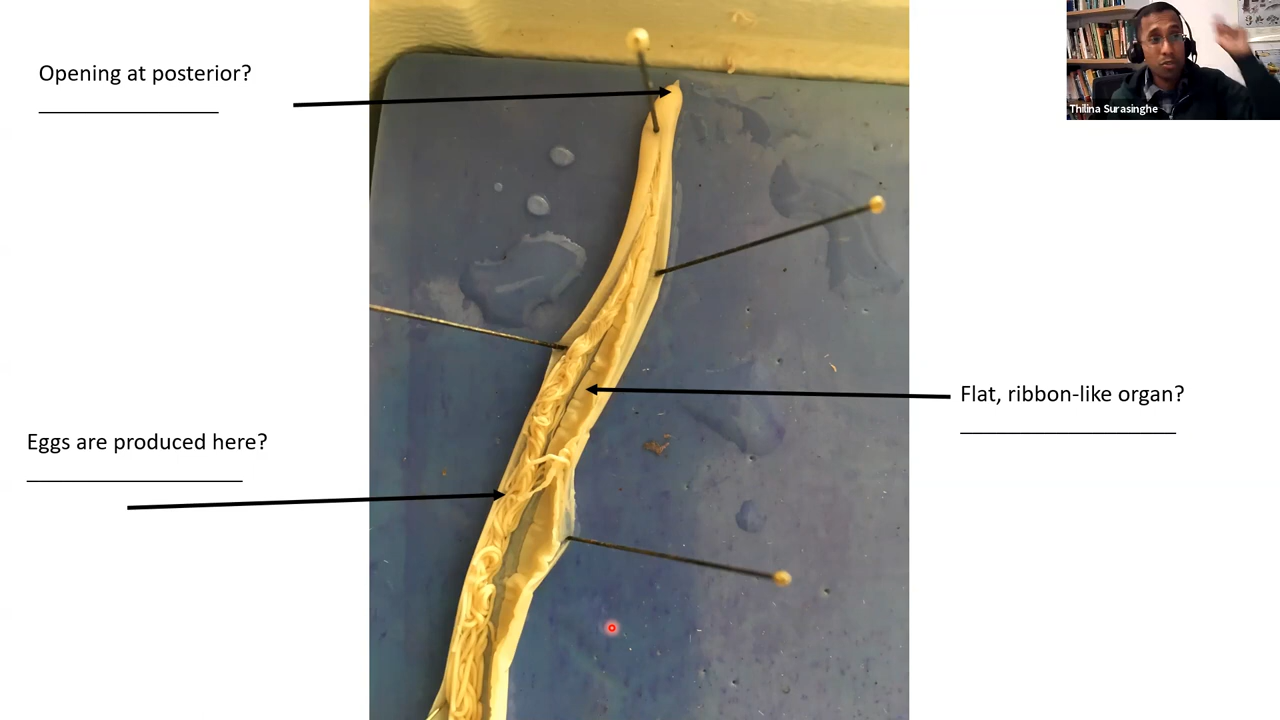 Opening at posterior?
Thilina Surasinghe
Flat, ribbon-like organ?
Eggs are produced here?